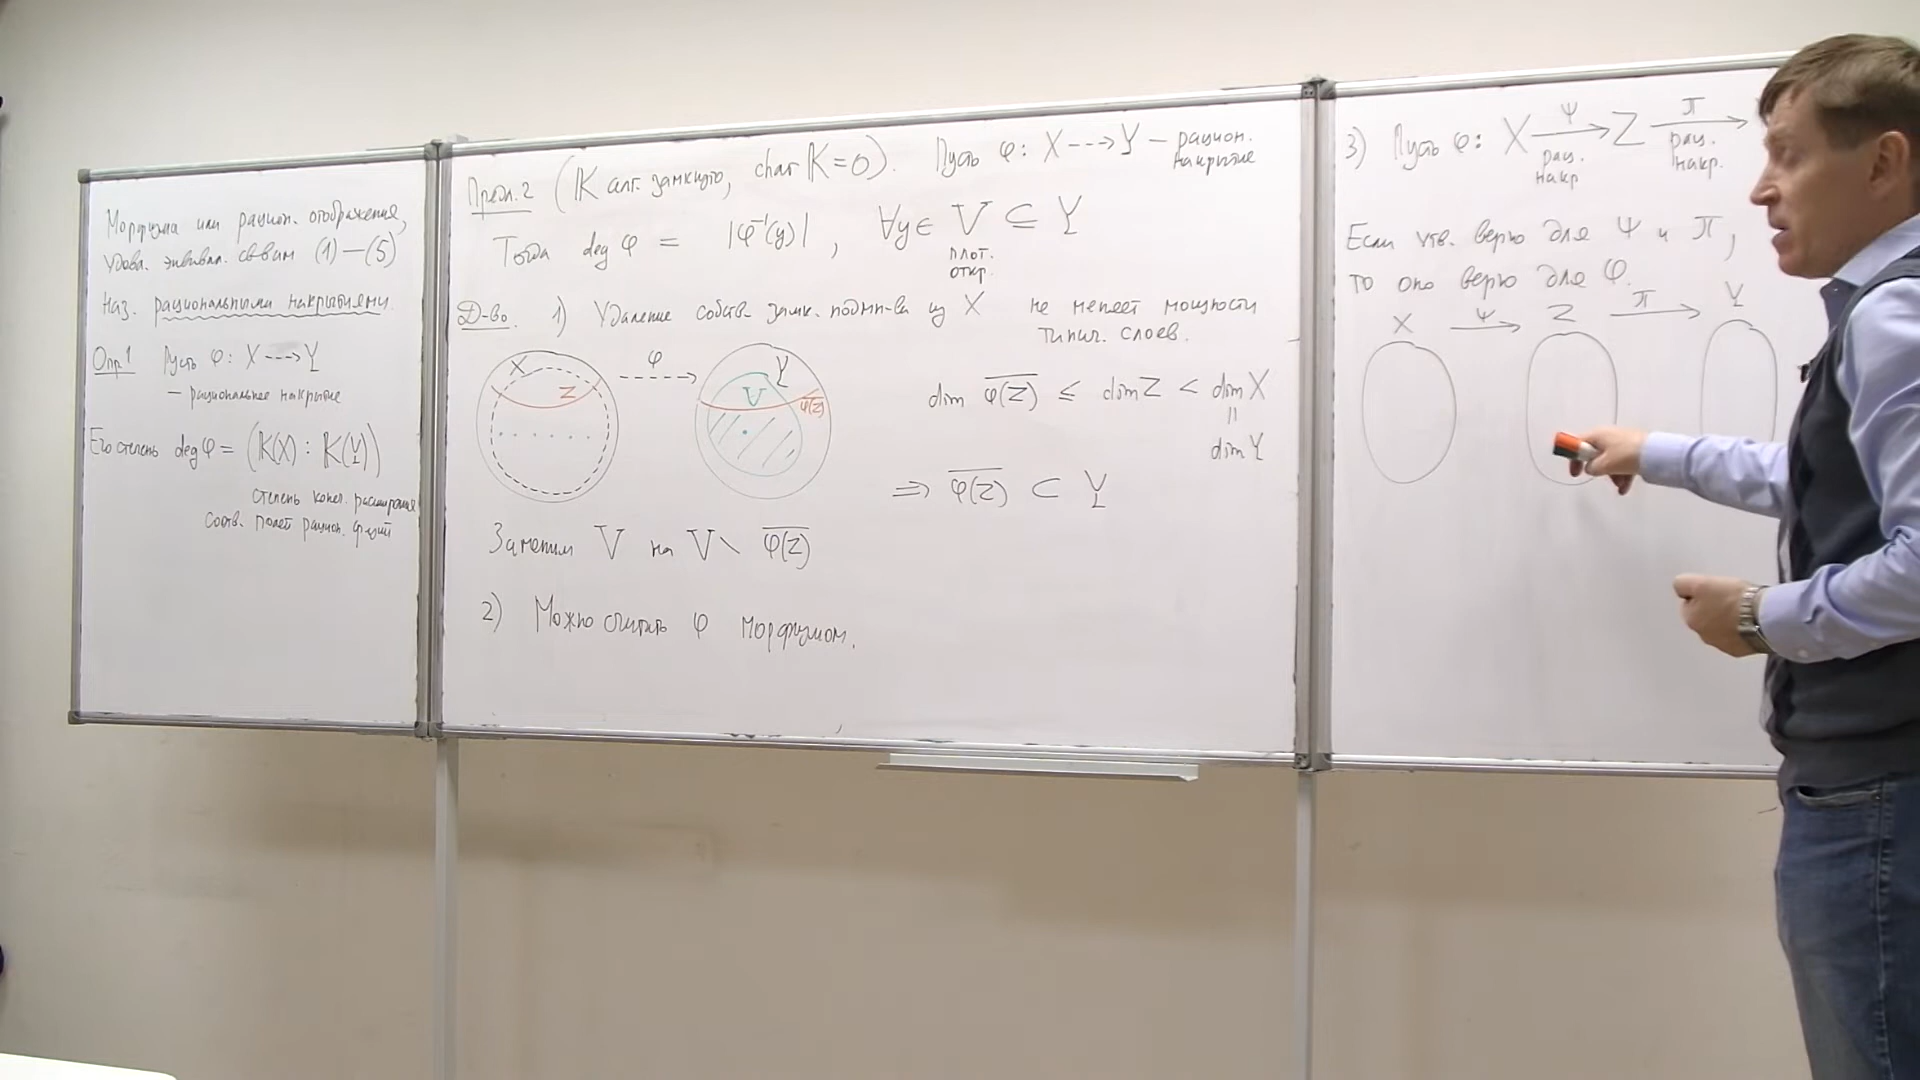 Морфизмы или рацион. отображения,
удовл. эквивал. св-вам (1)—(5)
наз. рациональными накрытиями.
Опр 1 Пусть φ: X ---> Y
— рациональное накрытие
Его степень deg φ = (K(X) : K(Y))
степень конеч. расширения
соотв. полей рацион. ф-ций
Предл. 2 (K алг. замкнуто, char K = 0). Пусть φ: X ---> Y — рацион. накрытие
Тогда deg φ = |φ⁻¹(y)|, ∀y ∈ V ⊆ Y
плот.
откр.
Д-во. 1) Удаление собств. замк. подмн-ва из X не меняет мощности
типич. слоев.
X Z φ Y V φ(Z)
dim φ(Z) ≤ dim Z < dim X
=
dim Y
⇒ φ(Z) ⊂ Y
Заменим V на V \ φ(Z)
2) Можно считать φ морфизмом.
3) Пусть φ: X —ψ→ Z —π→
рац. накр. рац. накр.
Если утв. верно для ψ и π,
то оно верно для φ.
X ψ Z π Y